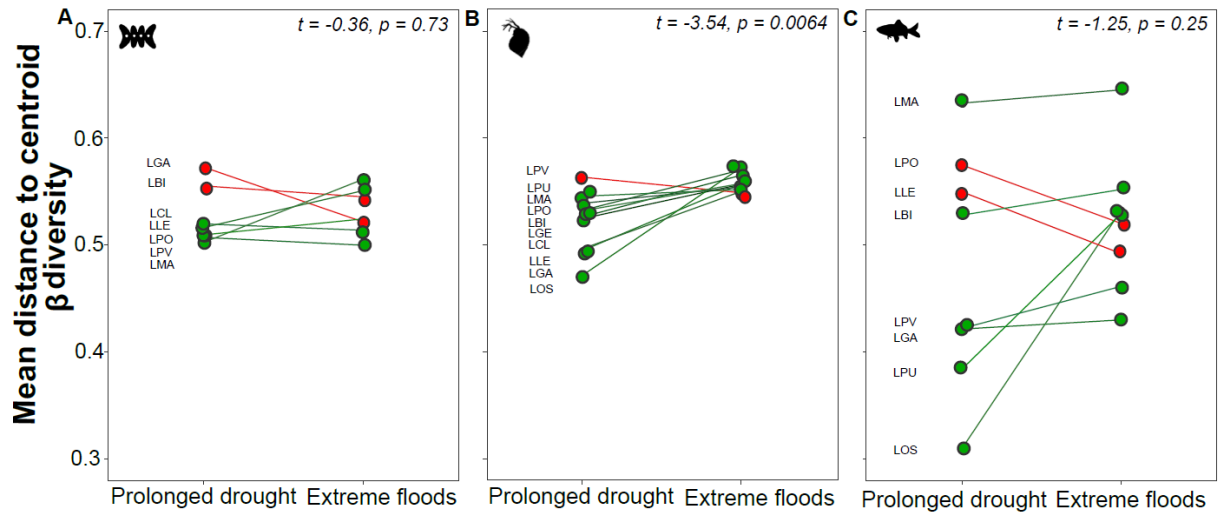 Mean distance to centroid
β diversity
0.7
0.6
0.5
0.4
0.3
A
t = -0.36, p = 0.73
LGA
LBI
LCL
LLE
LPO
LPV
LMA
Prolonged drought
Extreme floods
B
t = -3.54, p = 0.0064
LPV
LPU
LMA
LPO
LBI
LGE
LCL
LLE
LGA
LOS
Prolonged drought
Extreme floods
C
t = -1.25, p = 0.25
LMA
LPO
LLE
LBI
LPV
LGA
LPU
LOS
Prolonged drought
Extreme floods